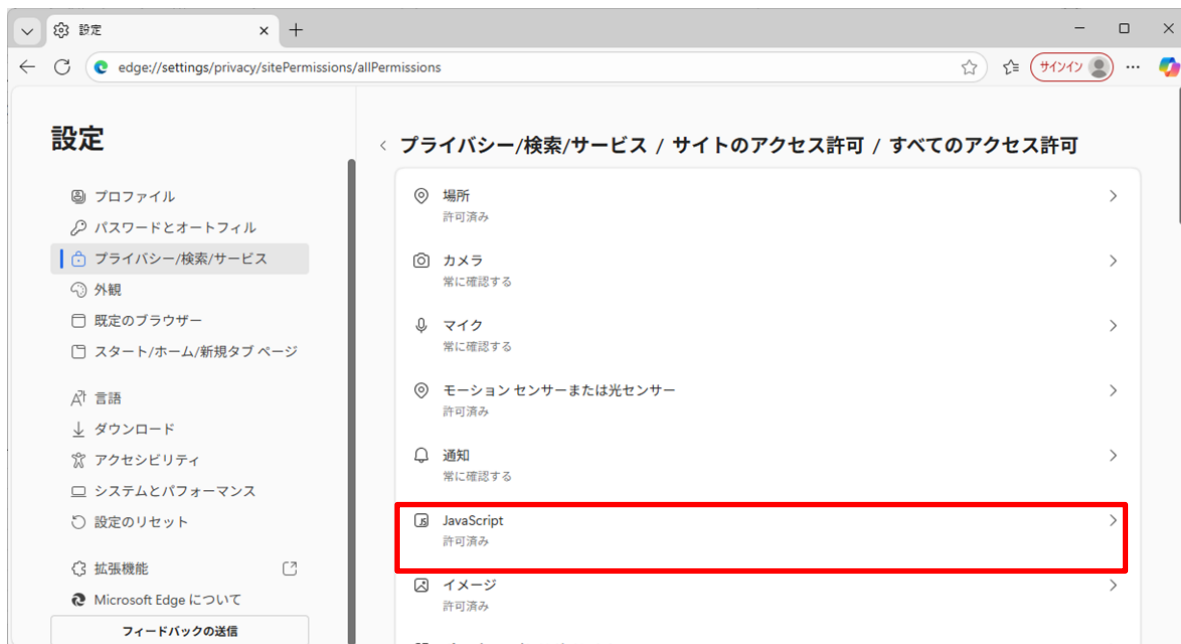 設定
edge://settings/privacy/sitePermissions/allPermissions
サインイン
設定
プロファイル
パスワードとオートフィル
プライバシー/検索/サービス
外観
既定のブラウザー
スタート/ホーム/新規タブ ページ
言語
ダウンロード
アクセシビリティ
システムとパフォーマンス
設定のリセット
拡張機能
Microsoft Edge について
フィードバックの送信
プライバシー/検索/サービス / サイトのアクセス許可 / すべてのアクセス許可
場所
許可済み
カメラ
常に確認する
マイク
常に確認する
モーション センサーまたは光センサー
許可済み
通知
常に確認する
JavaScript
許可済み
イメージ
許可済み